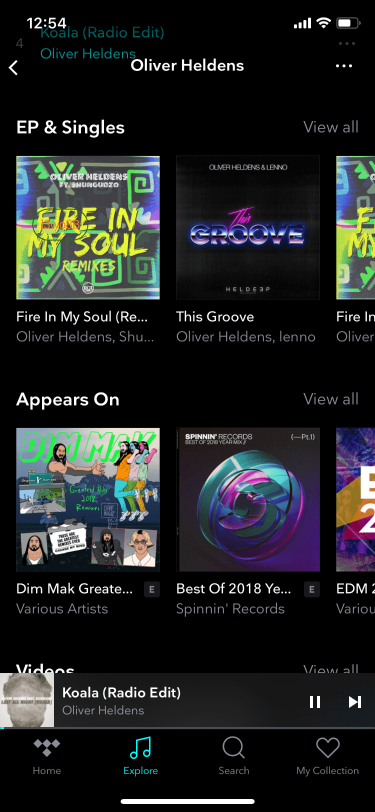 12:54
4
Koala (Radio Edit)
Oliver Heldens
Oliver Heldens
EP & Singles
View all
OLIVER HELDENS
FT. SHUNGUDZO
FIRE IN
MY SOUL
REMIXES
OLIVER HELDENS & LENNO
This
GROOVE
HELDEEP
Fire In My Soul (Re...
Oliver Heldens, Shu...
This Groove
Oliver Heldens, lenno
Fire In
Oliver
Appears On
View all
DIM MAK
Greatest Hits
2018
Remixes
SPINNIN' RECORDS
BEST OF 2018 YEAR MIX //
(—Pt.1)
E
2
Dim Mak Greate...
E
Various Artists
Best Of 2018 Ye...
E
Spinnin' Records
EDM 2
Variou
Videos
View all
Koala (Radio Edit)
Oliver Heldens
Home
Explore
Search
My Collection